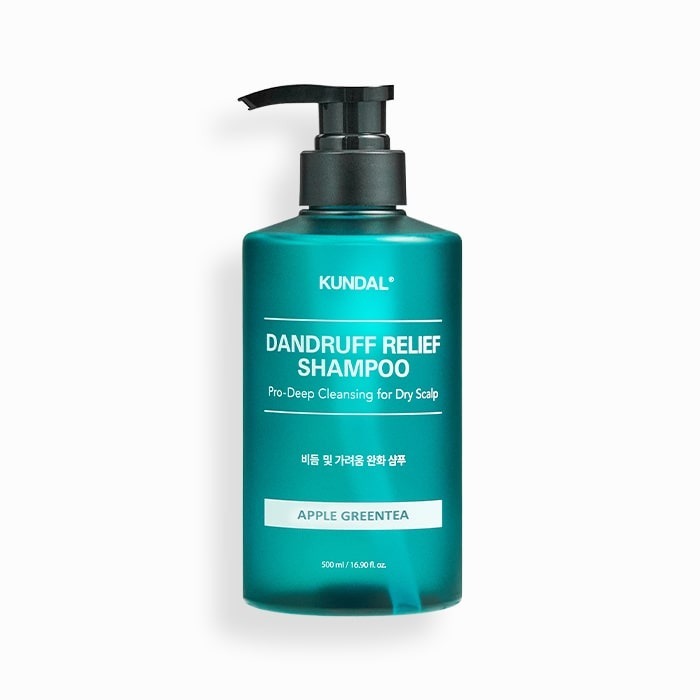 KUNDAL®
DANDRUFF RELIEF
SHAMPOO
Pro-Deep Cleansing for Dry Scalp
비듬 및 가려움 완화 샴푸
APPLE GREENTEA
500 ml / 16.90 fl. oz.